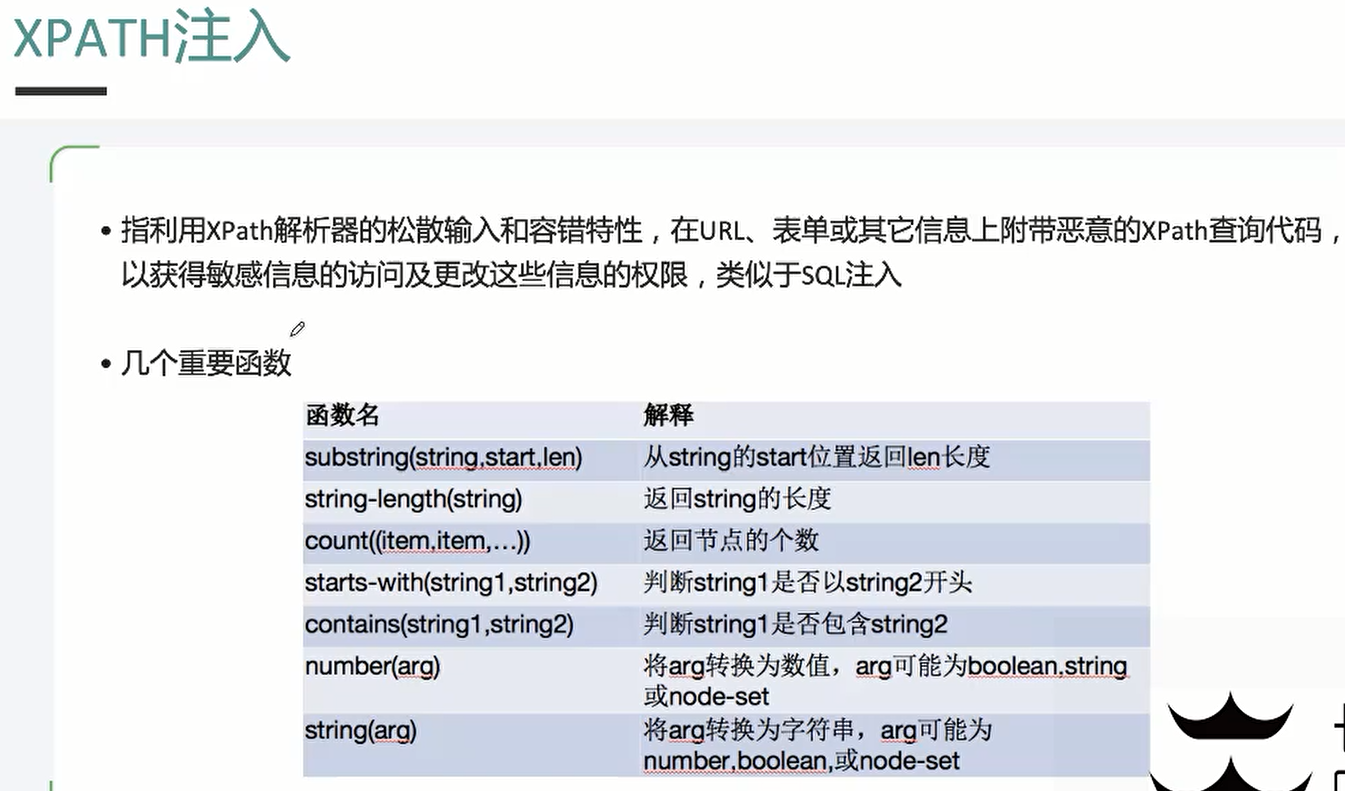 XPATH注入
• 指利用XPath解析器的松散输入和容错特性，在URL、表单或其它信息上附带恶意的XPath查询代码，
以获得敏感信息的访问及更改这些信息的权限，类似于SQL注入
• 几个重要函数
函数名 解释
substring(string,start,len) 从string的start位置返回len长度
string-length(string) 返回string的长度
count((item,item,…)) 返回节点的个数
starts-with(string1,string2) 判断string1是否以string2开头
contains(string1,string2) 判断string1是否包含string2
number(arg) 将arg转换为数值，arg可能为boolean,string
或node-set
string(arg) 将arg转换为字符串，arg可能为
number,boolean,或node-set